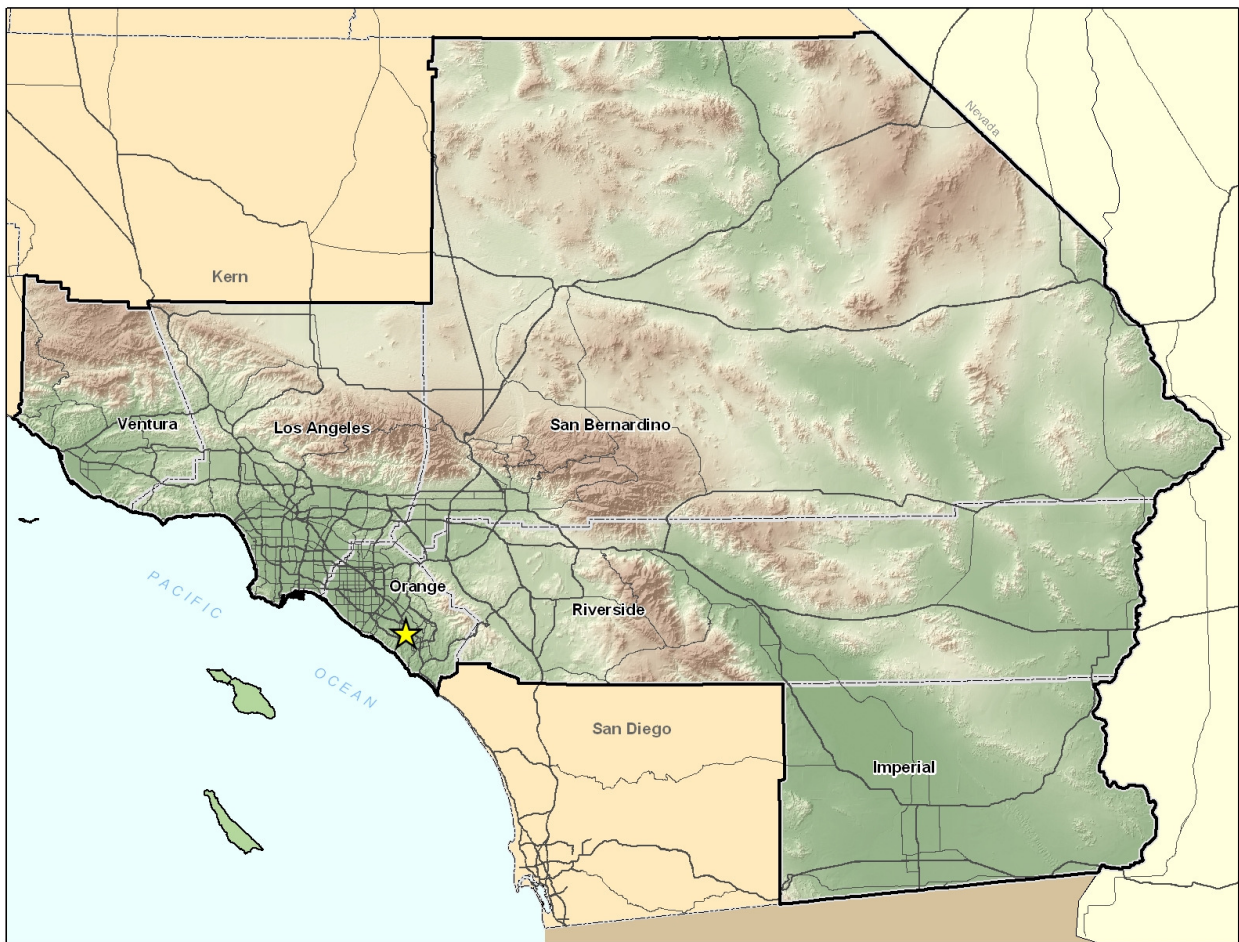 Nevada
Kern
Ventura
Los Angeles
San Bernardino
Orange
Riverside
PACIFIC
OCEAN
San Diego
Imperial